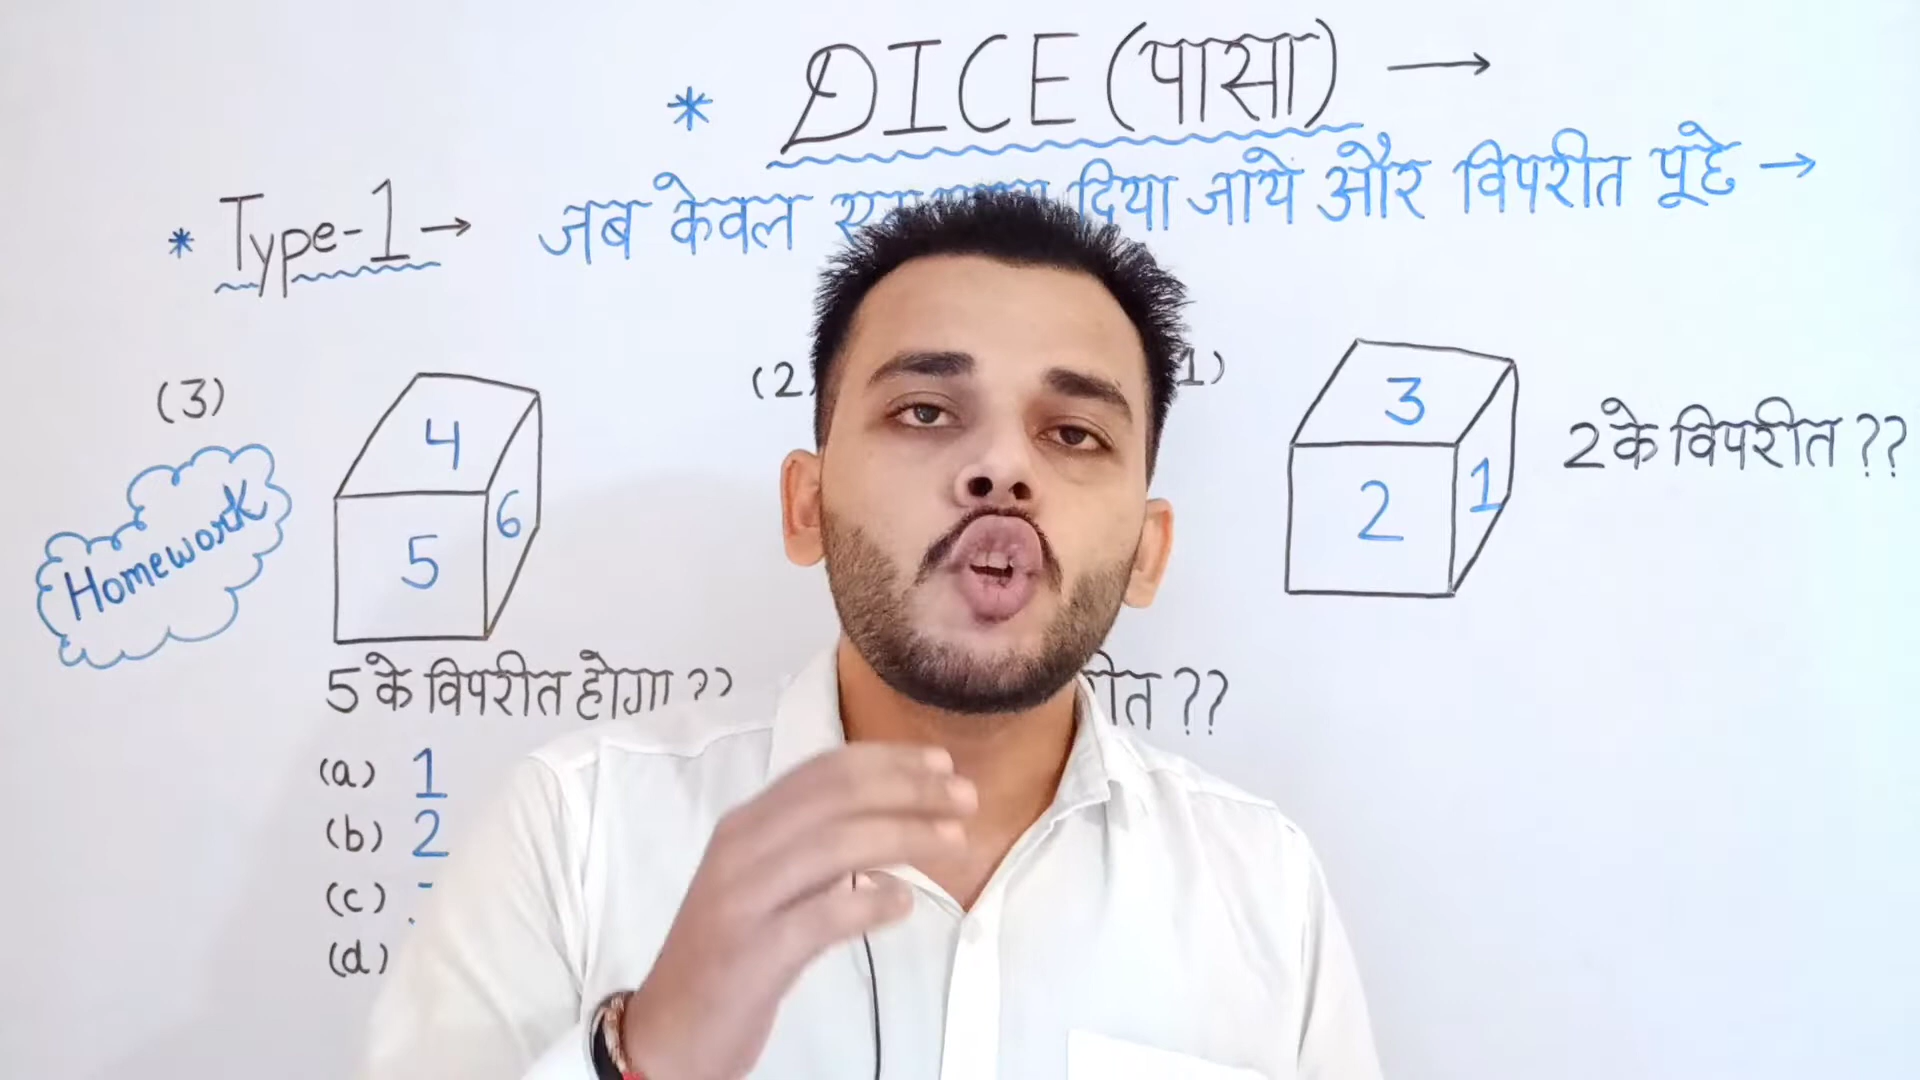 * DICE (पासा) →
* Type-1 → जब केवल दिया जाये और विपरीत पूछे →
(3)
Homework
4
5
6
5 के विपरीत होगा ??
(a) 1
(b) 2
(c)
(d)
(2)
??
1)
3
2
1
2 के विपरीत ??